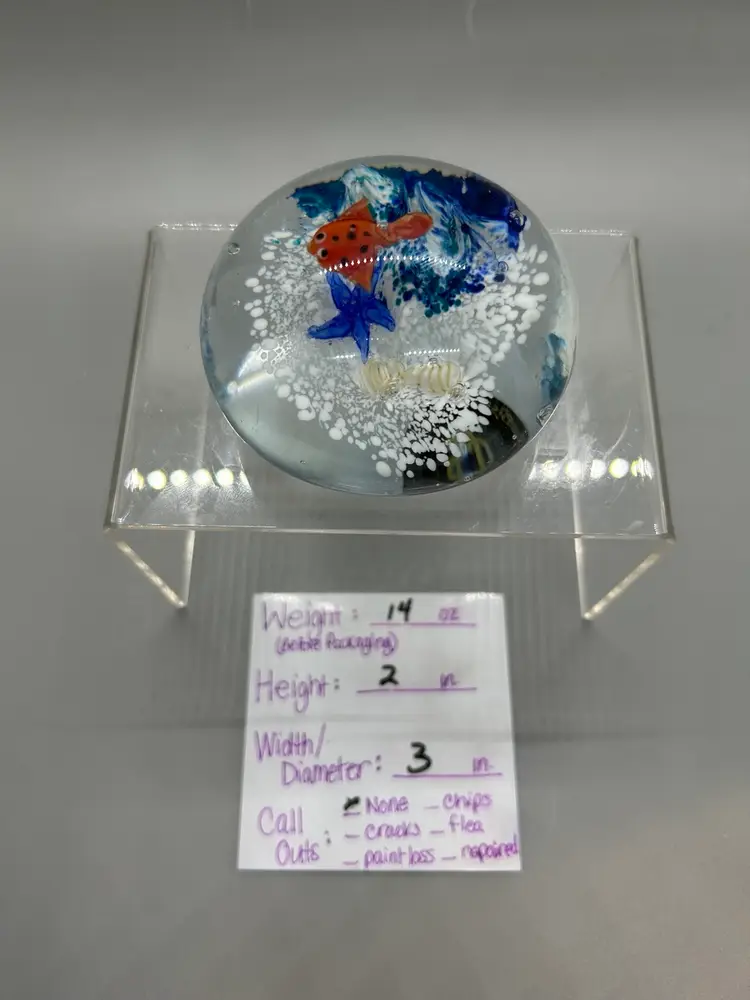 Weight: 14 oz
(Before Packaging)
Height: 2 in.
Width/
Diameter: 3 in.
Call Outs: None chips
cracks flea
paint loss repaired